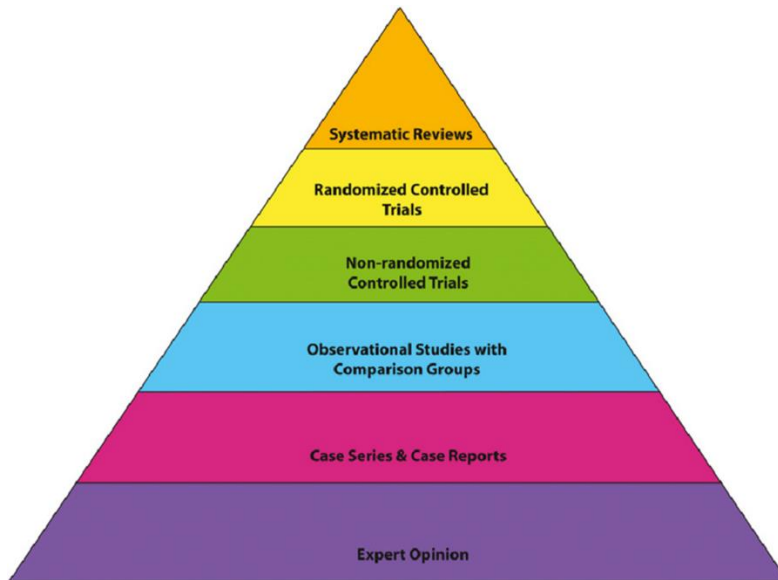 Systematic Reviews
Randomized Controlled
Trials
Non-randomized
Controlled Trials
Observational Studies with
Comparison Groups
Case Series & Case Reports
Expert Opinion